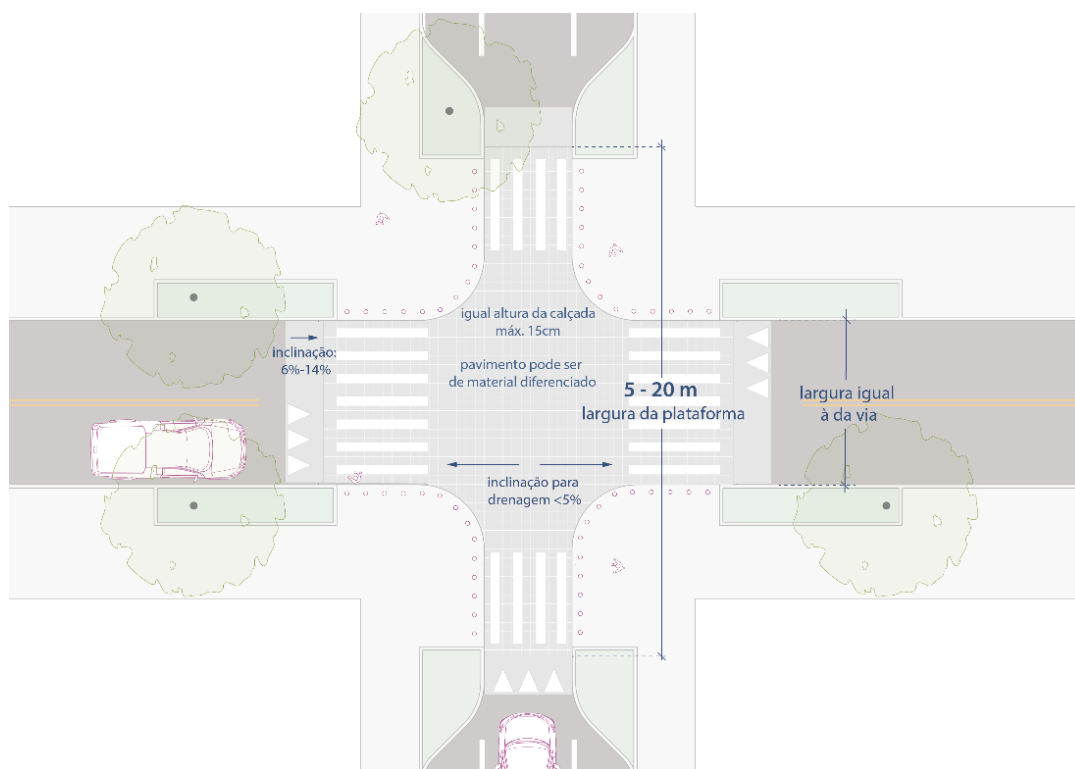 igual altura da calçada
máx. 15cm
inclinação:
6%-14%
pavimento pode ser
de material diferenciado
5 - 20 m
largura da plataforma
largura igual
à da via
inclinação para
drenagem <5%